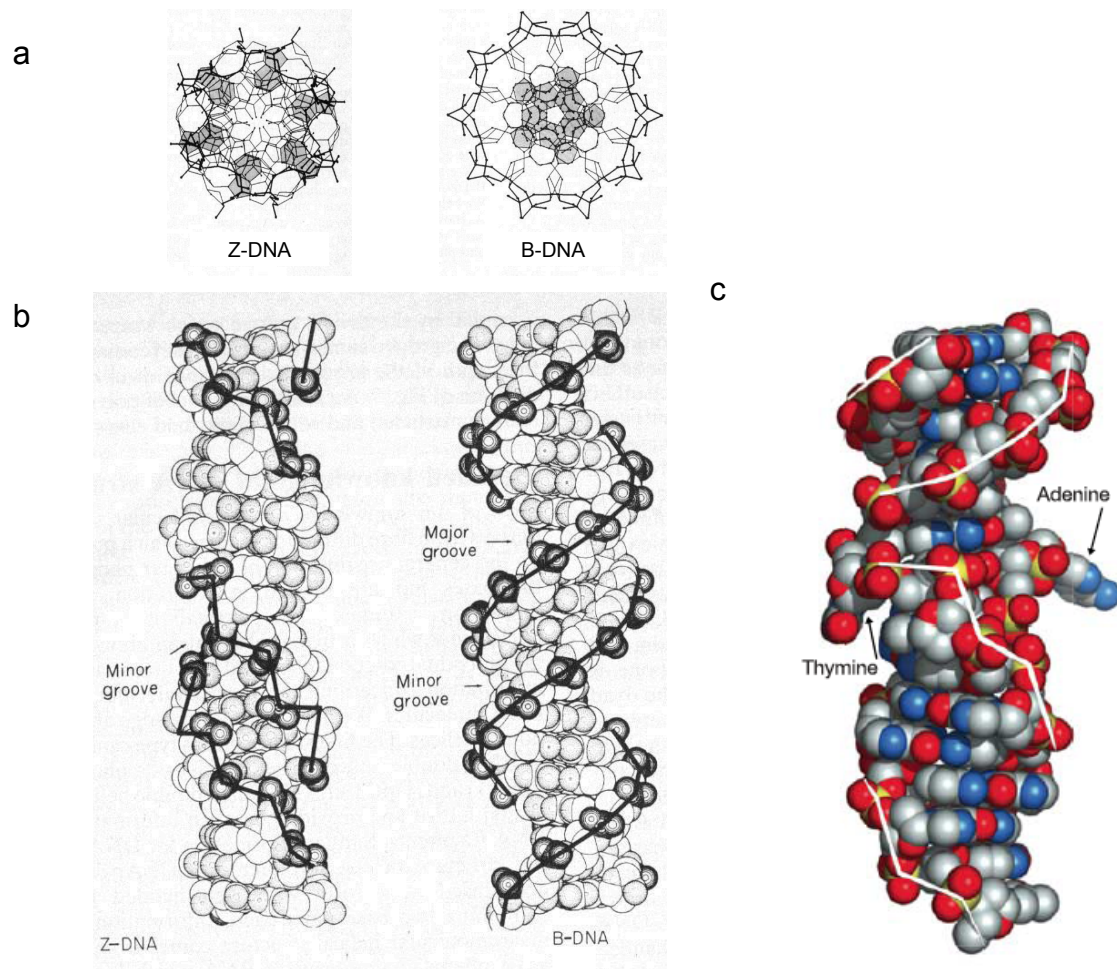 a
Z-DNA
B-DNA
b
c
Major
groove
Minor
groove
Minor
groove
Z-DNA
B-DNA
Adenine
Thymine